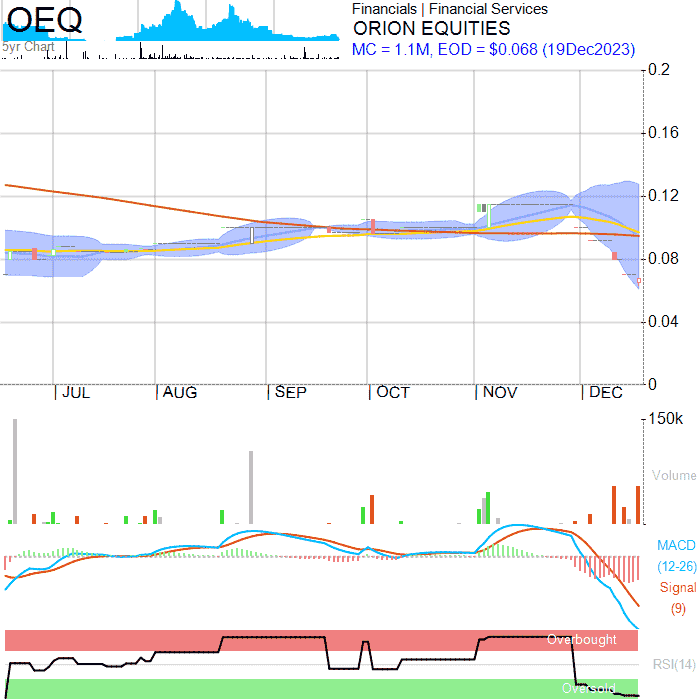 OEQ
5yr Chart
Financials | Financial Services
ORION EQUITIES
MC = 1.1M, EOD = $0.068 (19Dec2023)
0.2
0.16
0.12
0.08
0.04
0
JUL
AUG
SEP
OCT
NOV
DEC
150k
Volume
MACD
(12-26)
Signal
(9)
Overbought
RSI(14)
Oversold